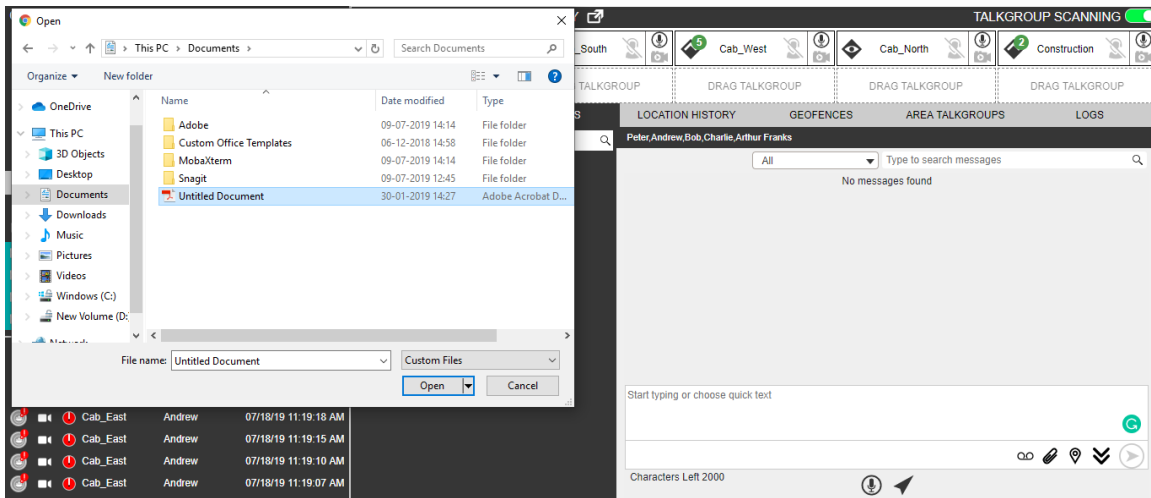 Open
This PC > Documents >
Search Documents
Organize
New folder
OneDrive
This PC
3D Objects
Desktop
Documents
Downloads
Music
Pictures
Videos
Windows (C:)
New Volume (D:
Name Date modified Type
Adobe 09-07-2019 14:14 File folder
Custom Office Templates 06-12-2018 14:58 File folder
MobaXterm 09-07-2019 14:14 File folder
Snagit 09-07-2019 12:45 File folder
Untitled Document 30-01-2019 14:27 Adobe Acrobat D...
File name: Untitled Document
Custom Files
Open
Cancel
TALKGROUP SCANNING
_South
5 Cab_West
Cab_North
2 Construction
TALKGROUP
DRAG TALKGROUP
DRAG TALKGROUP
DRAG TALKGROUP
S
LOCATION HISTORY
GEOFENCES
AREA TALKGROUPS
LOGS
Peter,Andrew,Bob,Charlie,Arthur Franks
All
Type to search messages
No messages found
Cab_East Andrew 07/18/19 11:19:18 AM
Cab_East Andrew 07/18/19 11:19:15 AM
Cab_East Andrew 07/18/19 11:19:10 AM
Cab_East Andrew 07/18/19 11:19:07 AM
Start typing or choose quick text
Characters Left 2000